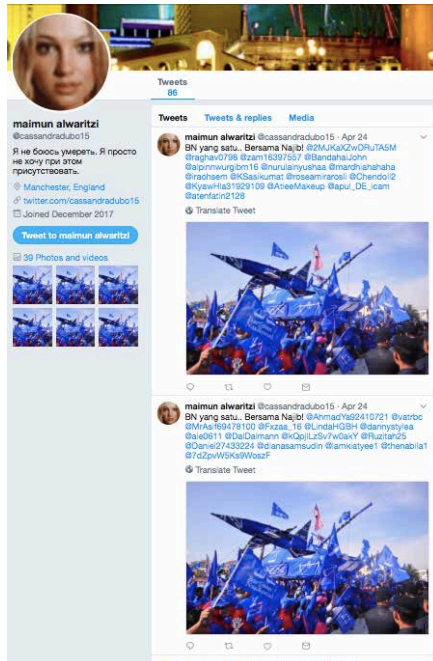 Tweets
86
maimun alwaritzi
@cassandradubo15
Я не боюсь умереть. Я просто
не хочу при этом
присутствовать.
Manchester, England
twitter.com/cassandradubo15
Joined December 2017
Tweet to maimun alwaritzi
39 Photos and videos
Tweets Tweets & replies Media
maimun alwaritzi @cassandradubo15 · Apr 24
BN yang satu.. Bersama Najib! @2MJKaXZwDRuTA5M
@raghav0798 @zam16397557 @BandahaiJohn
@alpinnwurgibm16 @nurulainyushaa @mardhiahahaha
@iraohsem @KSasikumat @roseamirarosli @Chendoll2
@KyawHla31929109 @AtieeMakeup @apul_DE_icam
@atenfatin2128
Translate Tweet
maimun alwaritzi @cassandradubo15 · Apr 24
BN yang satu.. Bersama Najib! @AhmadYa92410721 @vatrbc
@MrAsif69478100 @Fxzaa_16 @LindaHGBH @dannystylea
@aie0611 @DaiDaimann @kQpjlLzSv7w0akY @Ruzitah25
@Daniel27433224 @dianasamsudin @iamkiatyee1 @thenabila1
@7dZpvW5Ks9WoszF
Translate Tweet